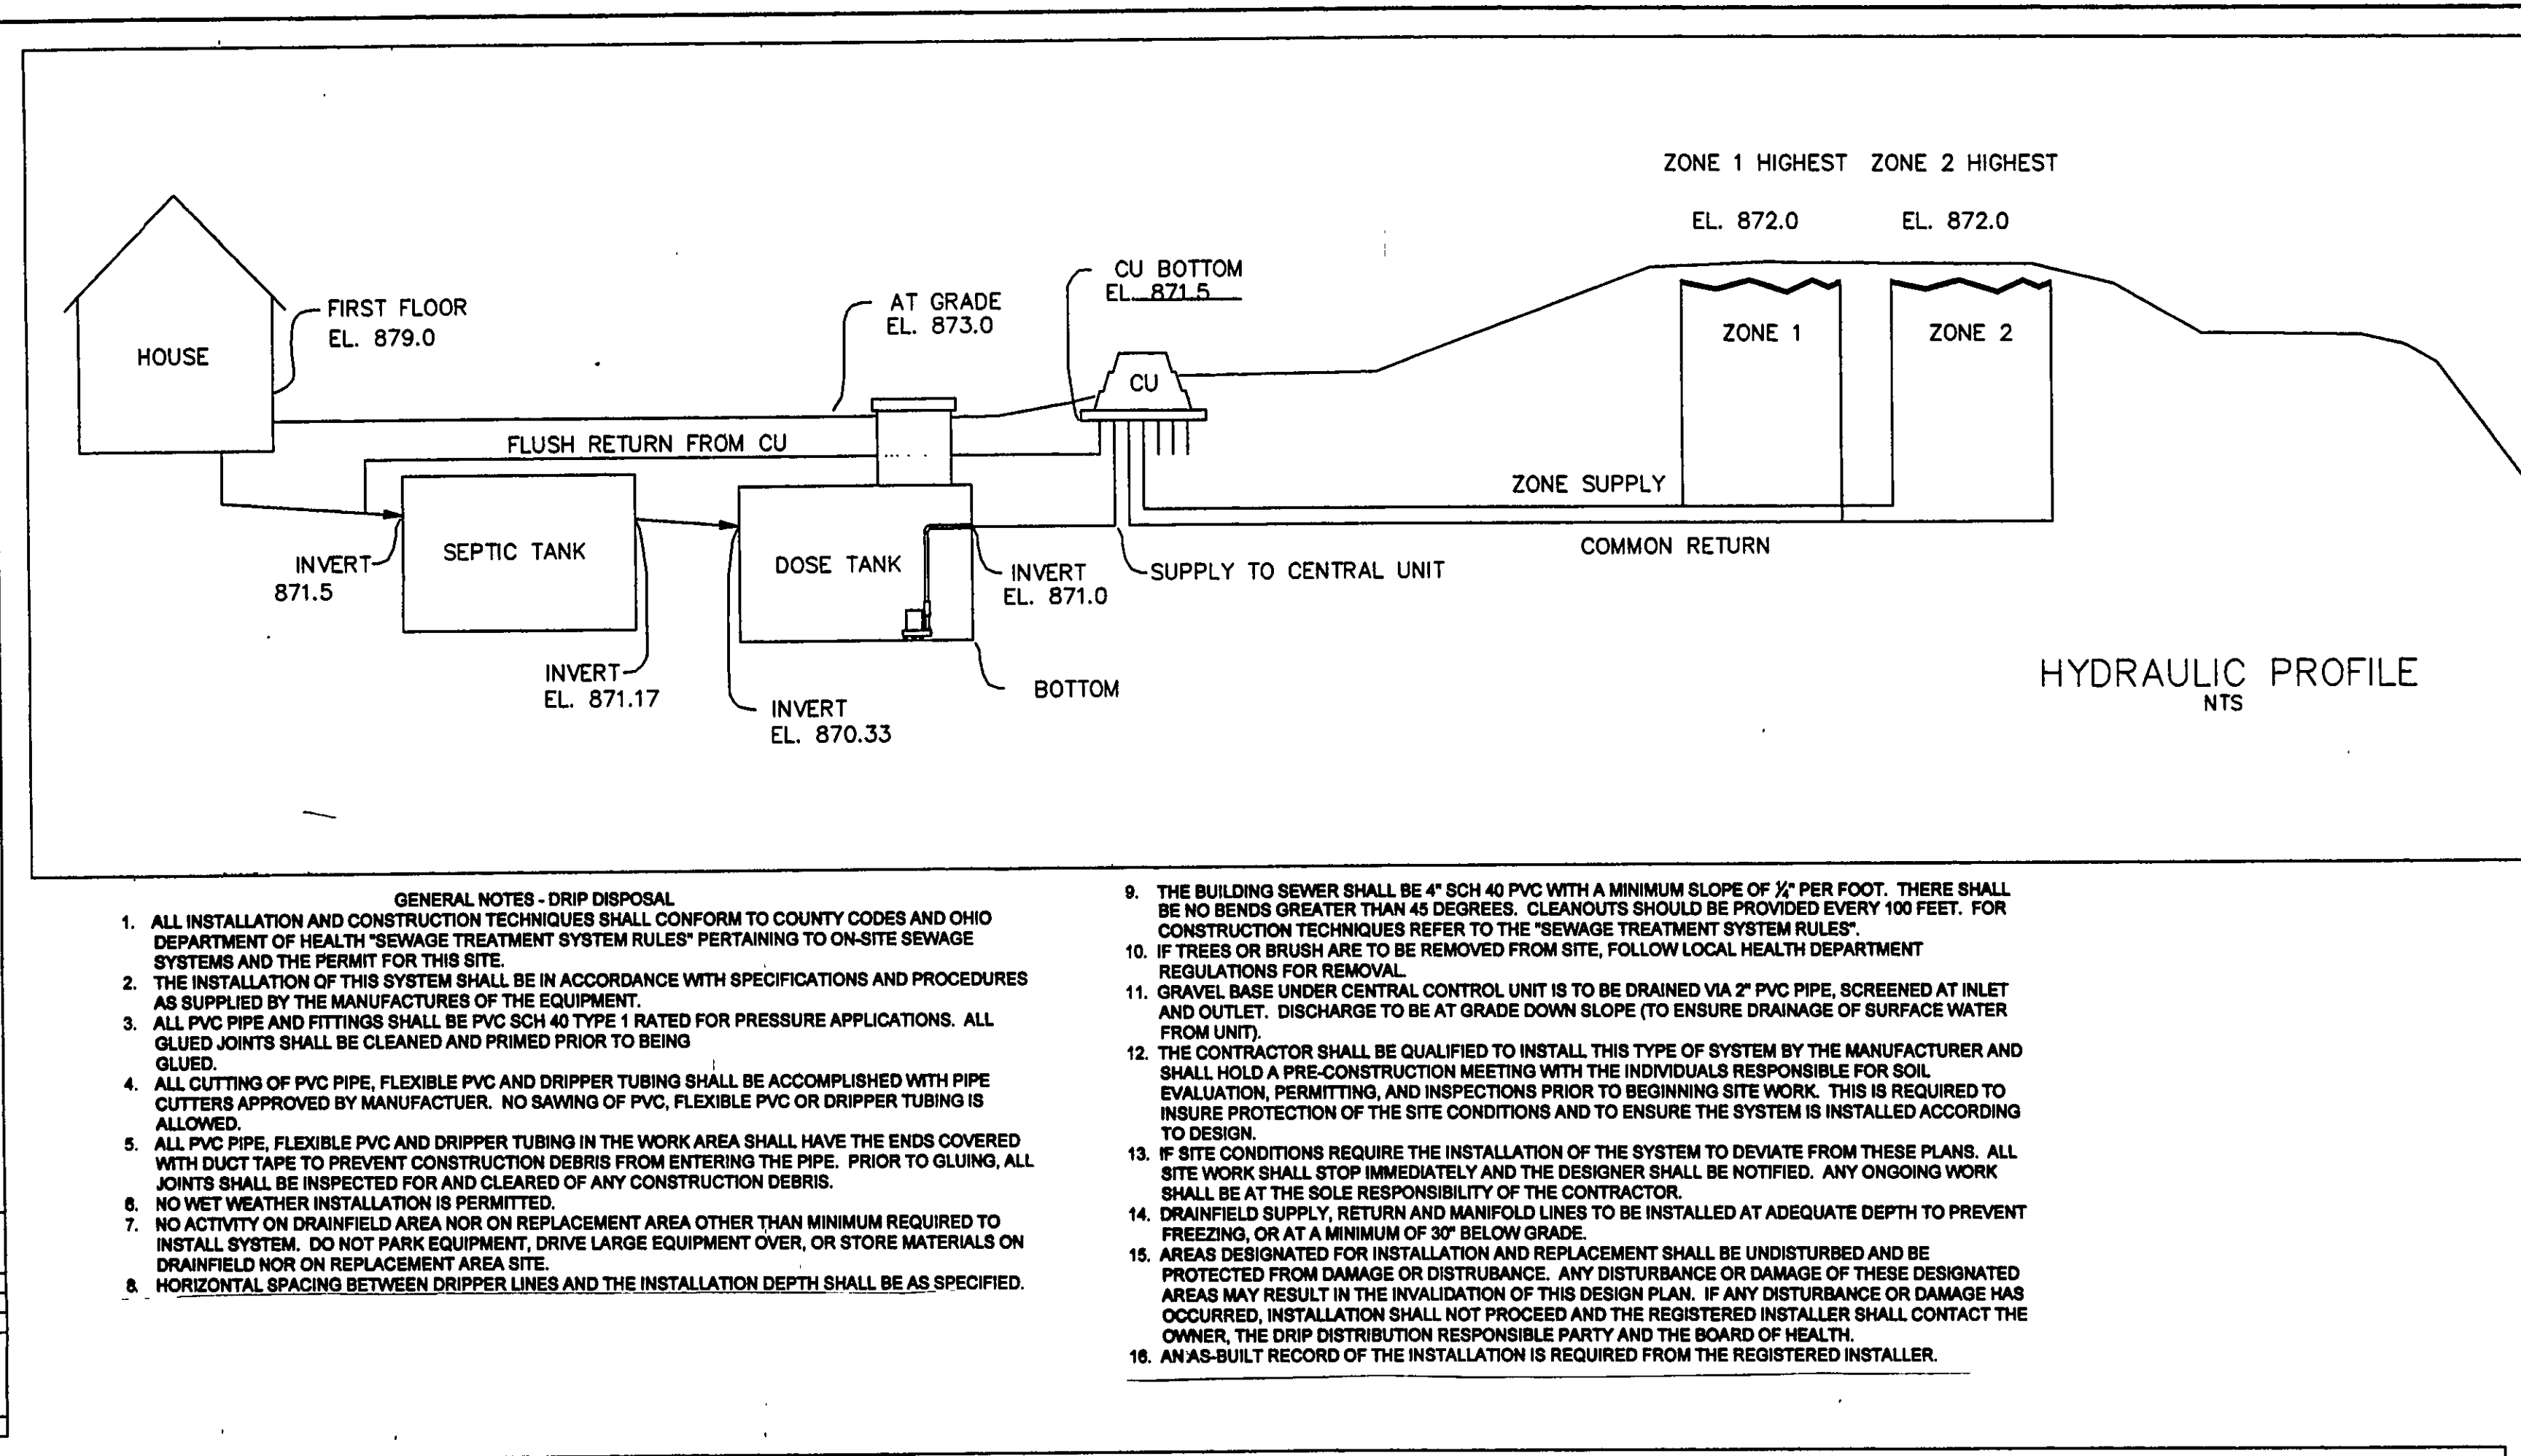 ZONE 1 HIGHEST ZONE 2 HIGHEST
EL. 872.0 EL. 872.0
CU BOTTOM
EL. 871.5
AT GRADE
EL. 873.0
FIRST FLOOR
EL. 879.0
HOUSE
CU
ZONE 1
ZONE 2
FLUSH RETURN FROM CU
ZONE SUPPLY
COMMON RETURN
SEPTIC TANK
DOSE TANK
INVERT
871.5
INVERT
EL. 871.0
SUPPLY TO CENTRAL UNIT
INVERT
EL. 871.17
INVERT
EL. 870.33
BOTTOM
HYDRAULIC PROFILE
NTS
GENERAL NOTES - DRIP DISPOSAL
1. ALL INSTALLATION AND CONSTRUCTION TECHNIQUES SHALL CONFORM TO COUNTY CODES AND OHIO
DEPARTMENT OF HEALTH "SEWAGE TREATMENT SYSTEM RULES" PERTAINING TO ON-SITE SEWAGE
SYSTEMS AND THE PERMIT FOR THIS SITE.
2. THE INSTALLATION OF THIS SYSTEM SHALL BE IN ACCORDANCE WITH SPECIFICATIONS AND PROCEDURES
AS SUPPLIED BY THE MANUFACTURES OF THE EQUIPMENT.
3. ALL PVC PIPE AND FITTINGS SHALL BE PVC SCH 40 TYPE 1 RATED FOR PRESSURE APPLICATIONS. ALL
GLUED JOINTS SHALL BE CLEANED AND PRIMED PRIOR TO BEING
GLUED.
4. ALL CUTTING OF PVC PIPE, FLEXIBLE PVC AND DRIPPER TUBING SHALL BE ACCOMPLISHED WITH PIPE
CUTTERS APPROVED BY MANUFACTUER. NO SAWING OF PVC, FLEXIBLE PVC OR DRIPPER TUBING IS
ALLOWED.
5. ALL PVC PIPE, FLEXIBLE PVC AND DRIPPER TUBING IN THE WORK AREA SHALL HAVE THE ENDS COVERED
WITH DUCT TAPE TO PREVENT CONSTRUCTION DEBRIS FROM ENTERING THE PIPE. PRIOR TO GLUING, ALL
JOINTS SHALL BE INSPECTED FOR AND CLEARED OF ANY CONSTRUCTION DEBRIS.
6. NO WET WEATHER INSTALLATION IS PERMITTED.
7. NO ACTIVITY ON DRAINFIELD AREA NOR ON REPLACEMENT AREA OTHER THAN MINIMUM REQUIRED TO
INSTALL SYSTEM. DO NOT PARK EQUIPMENT, DRIVE LARGE EQUIPMENT OVER, OR STORE MATERIALS ON
DRAINFIELD NOR ON REPLACEMENT AREA SITE.
8. HORIZONTAL SPACING BETWEEN DRIPPER LINES AND THE INSTALLATION DEPTH SHALL BE AS SPECIFIED.
9. THE BUILDING SEWER SHALL BE 4" SCH 40 PVC WITH A MINIMUM SLOPE OF ¼" PER FOOT. THERE SHALL
BE NO BENDS GREATER THAN 45 DEGREES. CLEANOUTS SHOULD BE PROVIDED EVERY 100 FEET. FOR
CONSTRUCTION TECHNIQUES REFER TO THE "SEWAGE TREATMENT SYSTEM RULES".
10. IF TREES OR BRUSH ARE TO BE REMOVED FROM SITE, FOLLOW LOCAL HEALTH DEPARTMENT
REGULATIONS FOR REMOVAL.
11. GRAVEL BASE UNDER CENTRAL CONTROL UNIT IS TO BE DRAINED VIA 2" PVC PIPE, SCREENED AT INLET
AND OUTLET. DISCHARGE TO BE AT GRADE DOWN SLOPE (TO ENSURE DRAINAGE OF SURFACE WATER
FROM UNIT).
12. THE CONTRACTOR SHALL BE QUALIFIED TO INSTALL THIS TYPE OF SYSTEM BY THE MANUFACTURER AND
SHALL HOLD A PRE-CONSTRUCTION MEETING WITH THE INDIVIDUALS RESPONSIBLE FOR SOIL
EVALUATION, PERMITTING, AND INSPECTIONS PRIOR TO BEGINNING SITE WORK. THIS IS REQUIRED TO
INSURE PROTECTION OF THE SITE CONDITIONS AND TO ENSURE THE SYSTEM IS INSTALLED ACCORDING
TO DESIGN.
13. IF SITE CONDITIONS REQUIRE THE INSTALLATION OF THE SYSTEM TO DEVIATE FROM THESE PLANS. ALL
SITE WORK SHALL STOP IMMEDIATELY AND THE DESIGNER SHALL BE NOTIFIED. ANY ONGOING WORK
SHALL BE AT THE SOLE RESPONSIBILITY OF THE CONTRACTOR.
14. DRAINFIELD SUPPLY, RETURN AND MANIFOLD LINES TO BE INSTALLED AT ADEQUATE DEPTH TO PREVENT
FREEZING, OR AT A MINIMUM OF 30" BELOW GRADE.
15. AREAS DESIGNATED FOR INSTALLATION AND REPLACEMENT SHALL BE UNDISTURBED AND BE
PROTECTED FROM DAMAGE OR DISTRUBANCE. ANY DISTURBANCE OR DAMAGE OF THESE DESIGNATED
AREAS MAY RESULT IN THE INVALIDATION OF THIS DESIGN PLAN. IF ANY DISTURBANCE OR DAMAGE HAS
OCCURRED, INSTALLATION SHALL NOT PROCEED AND THE REGISTERED INSTALLER SHALL CONTACT THE
OWNER, THE DRIP DISTRIBUTION RESPONSIBLE PARTY AND THE BOARD OF HEALTH.
16. AN AS-BUILT RECORD OF THE INSTALLATION IS REQUIRED FROM THE REGISTERED INSTALLER.